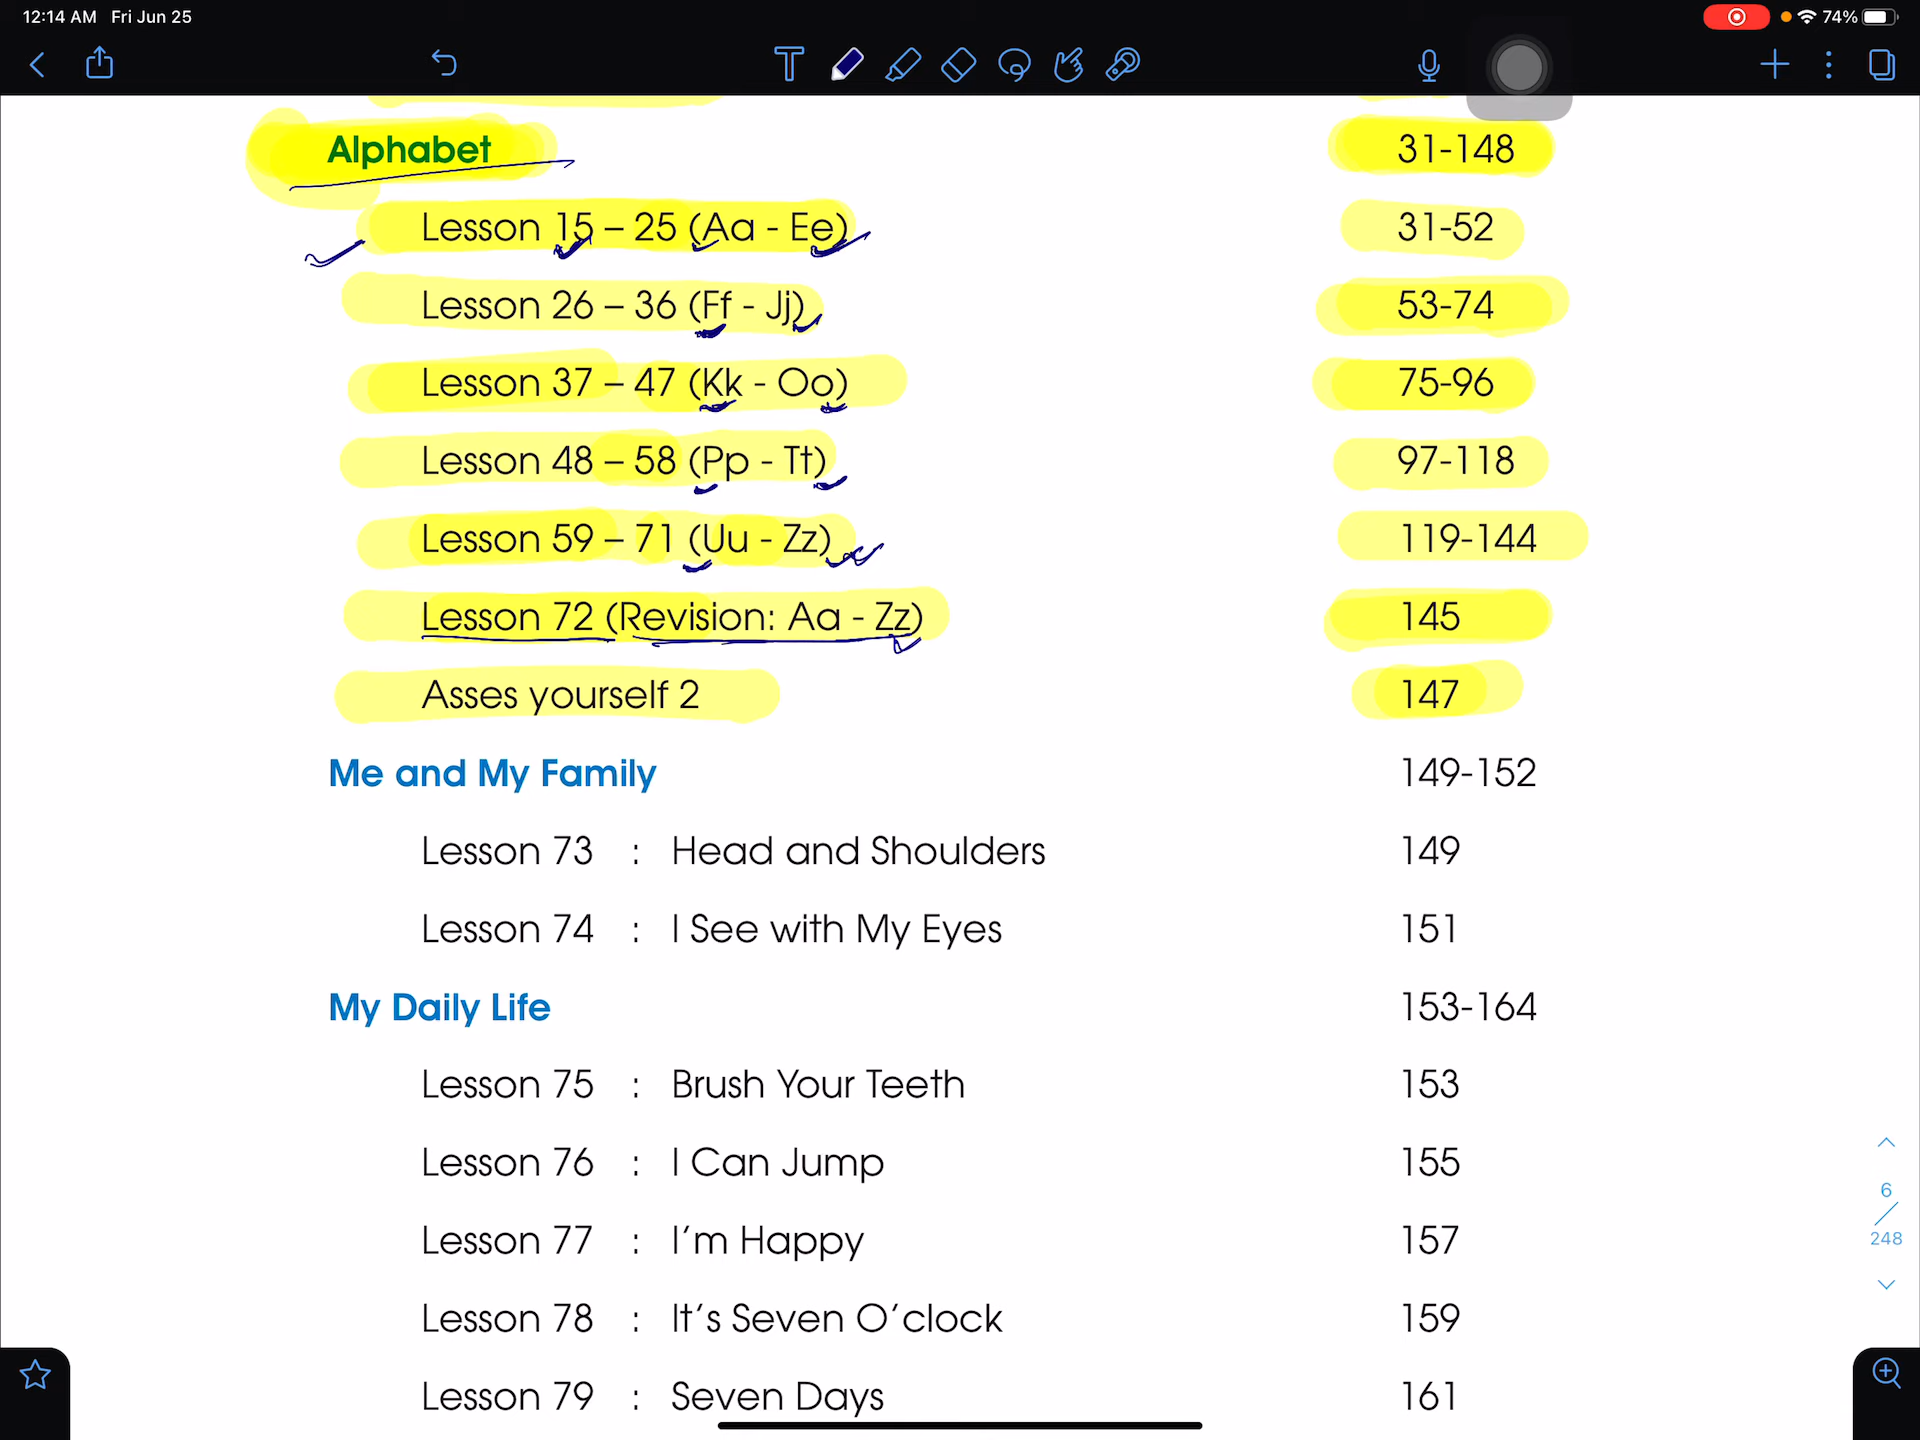 12:14 AM Fri Jun 25
74%
Alphabet 31-148
Lesson 15 – 25 (Aa - Ee) 31-52
Lesson 26 – 36 (Ff - Jj) 53-74
Lesson 37 – 47 (Kk - Oo) 75-96
Lesson 48 – 58 (Pp - Tt) 97-118
Lesson 59 – 71 (Uu - Zz) 119-144
Lesson 72 (Revision: Aa - Zz) 145
Asses yourself 2 147
Me and My Family 149-152
Lesson 73 : Head and Shoulders 149
Lesson 74 : I See with My Eyes 151
My Daily Life 153-164
Lesson 75 : Brush Your Teeth 153
Lesson 76 : I Can Jump 155
Lesson 77 : I'm Happy 157
Lesson 78 : It's Seven O'clock 159
Lesson 79 : Seven Days 161
6
/
248